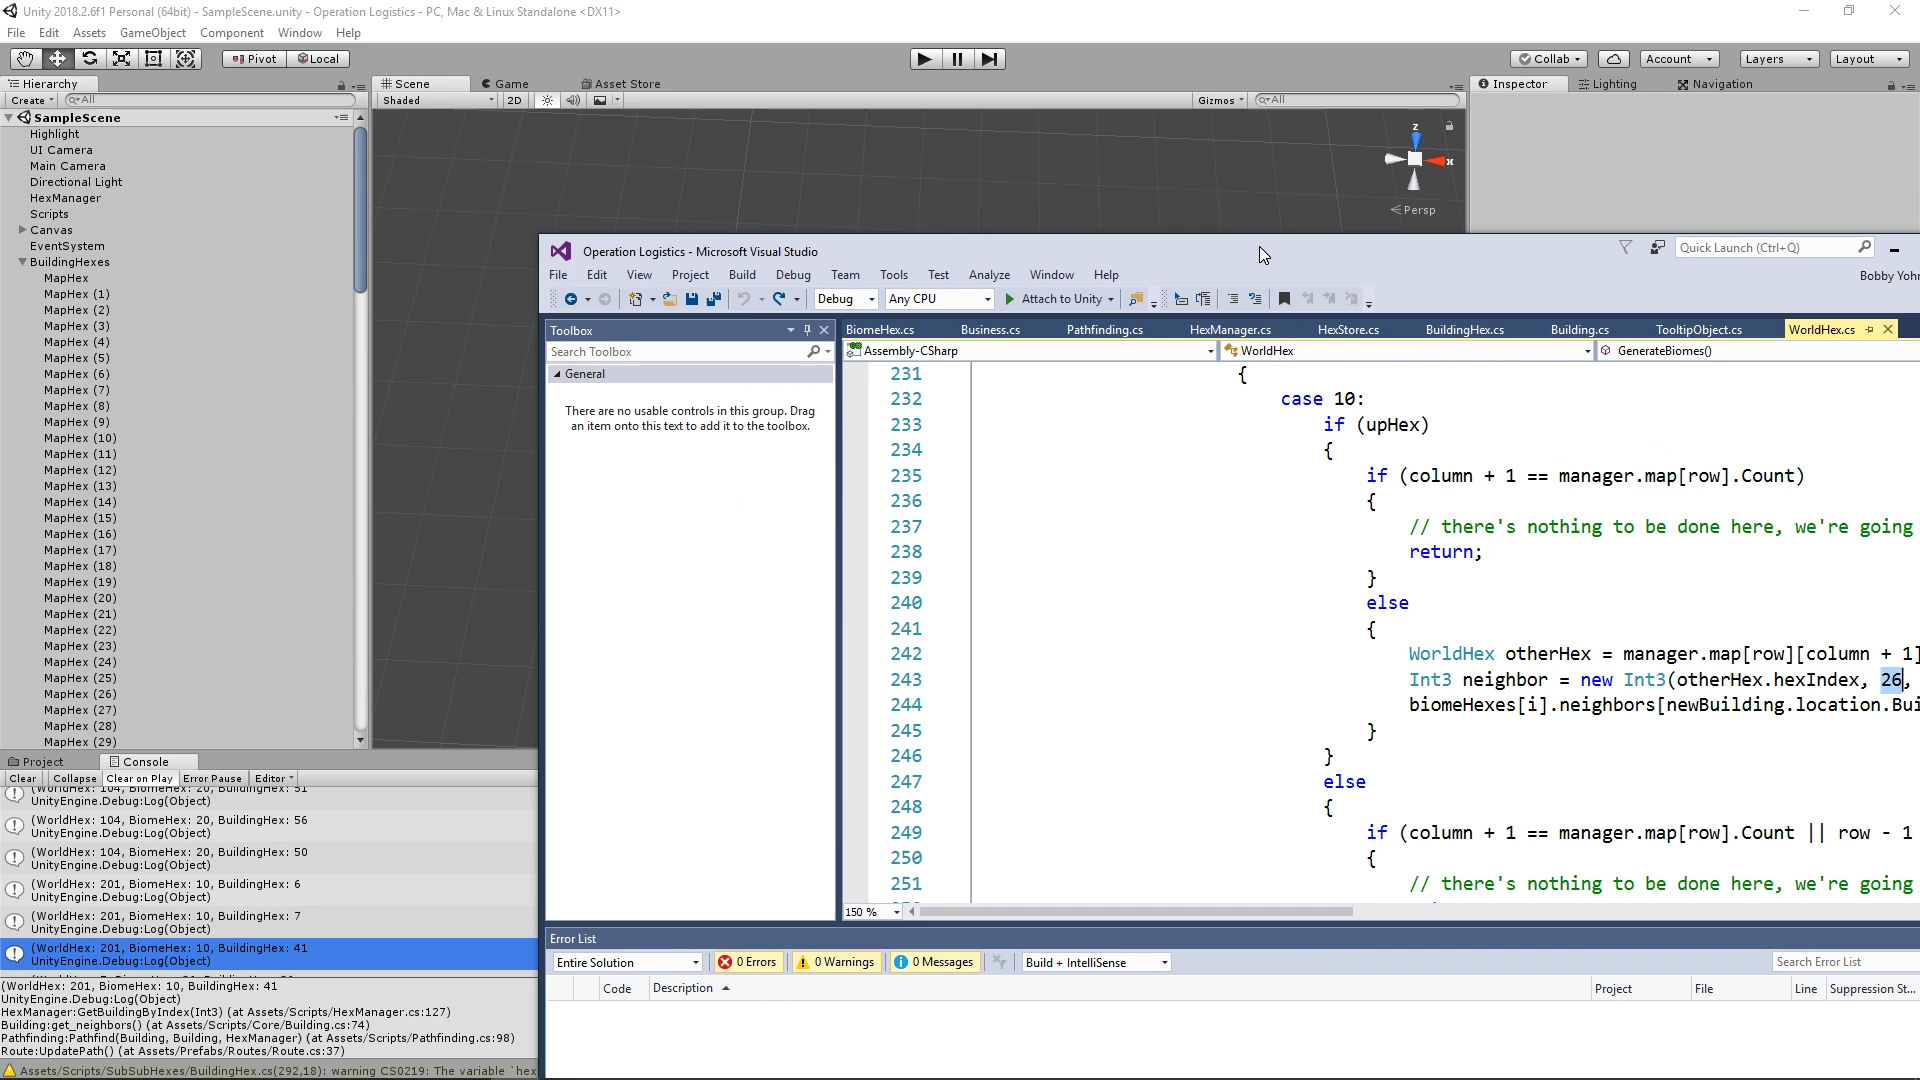 Unity 2018.2.6f1 Personal (64bit) - SampleScene.unity - Operation Logistics - PC, Mac & Linux Standalone <DX11>
File Edit Assets GameObject Component Window Help
Pivot Local Collab Account Layers Layout
Hierarchy Scene Game Asset Store Inspector Lighting Navigation
Create All Shaded 2D Gizmos All
SampleScene
Highlight
UI Camera
Main Camera
Directional Light
HexManager
Scripts
Canvas
EventSystem
BuildingHexes
MapHex
MapHex (1)
MapHex (2)
MapHex (3)
MapHex (4)
MapHex (5)
MapHex (6)
MapHex (7)
MapHex (8)
MapHex (9)
MapHex (10)
MapHex (11)
MapHex (12)
MapHex (13)
MapHex (14)
MapHex (15)
MapHex (16)
MapHex (17)
MapHex (18)
MapHex (19)
MapHex (20)
MapHex (21)
MapHex (22)
MapHex (23)
MapHex (24)
MapHex (25)
MapHex (26)
MapHex (27)
MapHex (28)
MapHex (29)
z
x
Persp
Project Console
Clear Collapse Clear on Play Error Pause Editor
(WorldHex: 104, BiomeHex: 20, BuildingHex: 51
UnityEngine.Debug:Log(Object)
(WorldHex: 104, BiomeHex: 20, BuildingHex: 56
UnityEngine.Debug:Log(Object)
(WorldHex: 104, BiomeHex: 20, BuildingHex: 50
UnityEngine.Debug:Log(Object)
(WorldHex: 201, BiomeHex: 10, BuildingHex: 6
UnityEngine.Debug:Log(Object)
(WorldHex: 201, BiomeHex: 10, BuildingHex: 7
UnityEngine.Debug:Log(Object)
(WorldHex: 201, BiomeHex: 10, BuildingHex: 41
UnityEngine.Debug:Log(Object)
(WorldHex: 201, BiomeHex: 10, BuildingHex: 41
UnityEngine.Debug:Log(Object)
HexManager:GetBuildingByIndex(Int3) (at Assets/Scripts/HexManager.cs:127)
Building:get_neighbors() (at Assets/Scripts/Core/Building.cs:74)
Pathfinding:Pathfind(Building, Building, HexManager) (at Assets/Scripts/Pathfinding.cs:98)
Route:UpdatePath() (at Assets/Prefabs/Routes/Route.cs:37)
Assets/Scripts/SubSubHexes/BuildingHex.cs(292,18): warning CS0219: The variable `hex
Operation Logistics - Microsoft Visual Studio Quick Launch (Ctrl+Q)
File Edit View Project Build Debug Team Tools Test Analyze Window Help Bobby Yohn
Debug Any CPU Attach to Unity
Toolbox
Search Toolbox
General
There are no usable controls in this group. Drag
an item onto this text to add it to the toolbox.
BiomeHex.cs Business.cs Pathfinding.cs HexManager.cs HexStore.cs BuildingHex.cs Building.cs TooltipObject.cs WorldHex.cs
Assembly-CSharp WorldHex GenerateBiomes()
231 {
232 case 10:
233 if (upHex)
234 {
235 if (column + 1 == manager.map[row].Count)
236 {
237 // there's nothing to be done here, we're going
238 return;
239 }
240 else
241 {
242 WorldHex otherHex = manager.map[row][column + 1]
243 Int3 neighbor = new Int3(otherHex.hexIndex, 26,
244 biomeHexes[i].neighbors[newBuilding.location.Bui
245 }
246 }
247 else
248 {
249 if (column + 1 == manager.map[row].Count || row - 1
250 {
251 // there's nothing to be done here, we're going
150 %
Error List
Entire Solution 0 Errors 0 Warnings 0 Messages Build + IntelliSense Search Error List
Code Description Project File Line Suppression St...